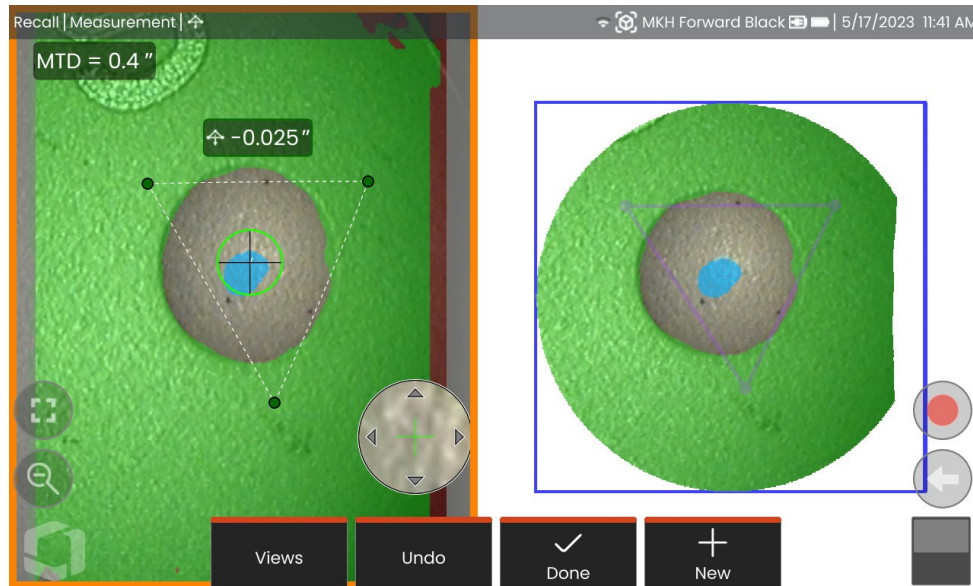 Recall | Measurement |
MKH Forward Black | 5/17/2023 11:41 AM
MTD = 0.4"
-0.025"
Views
Undo
Done
New